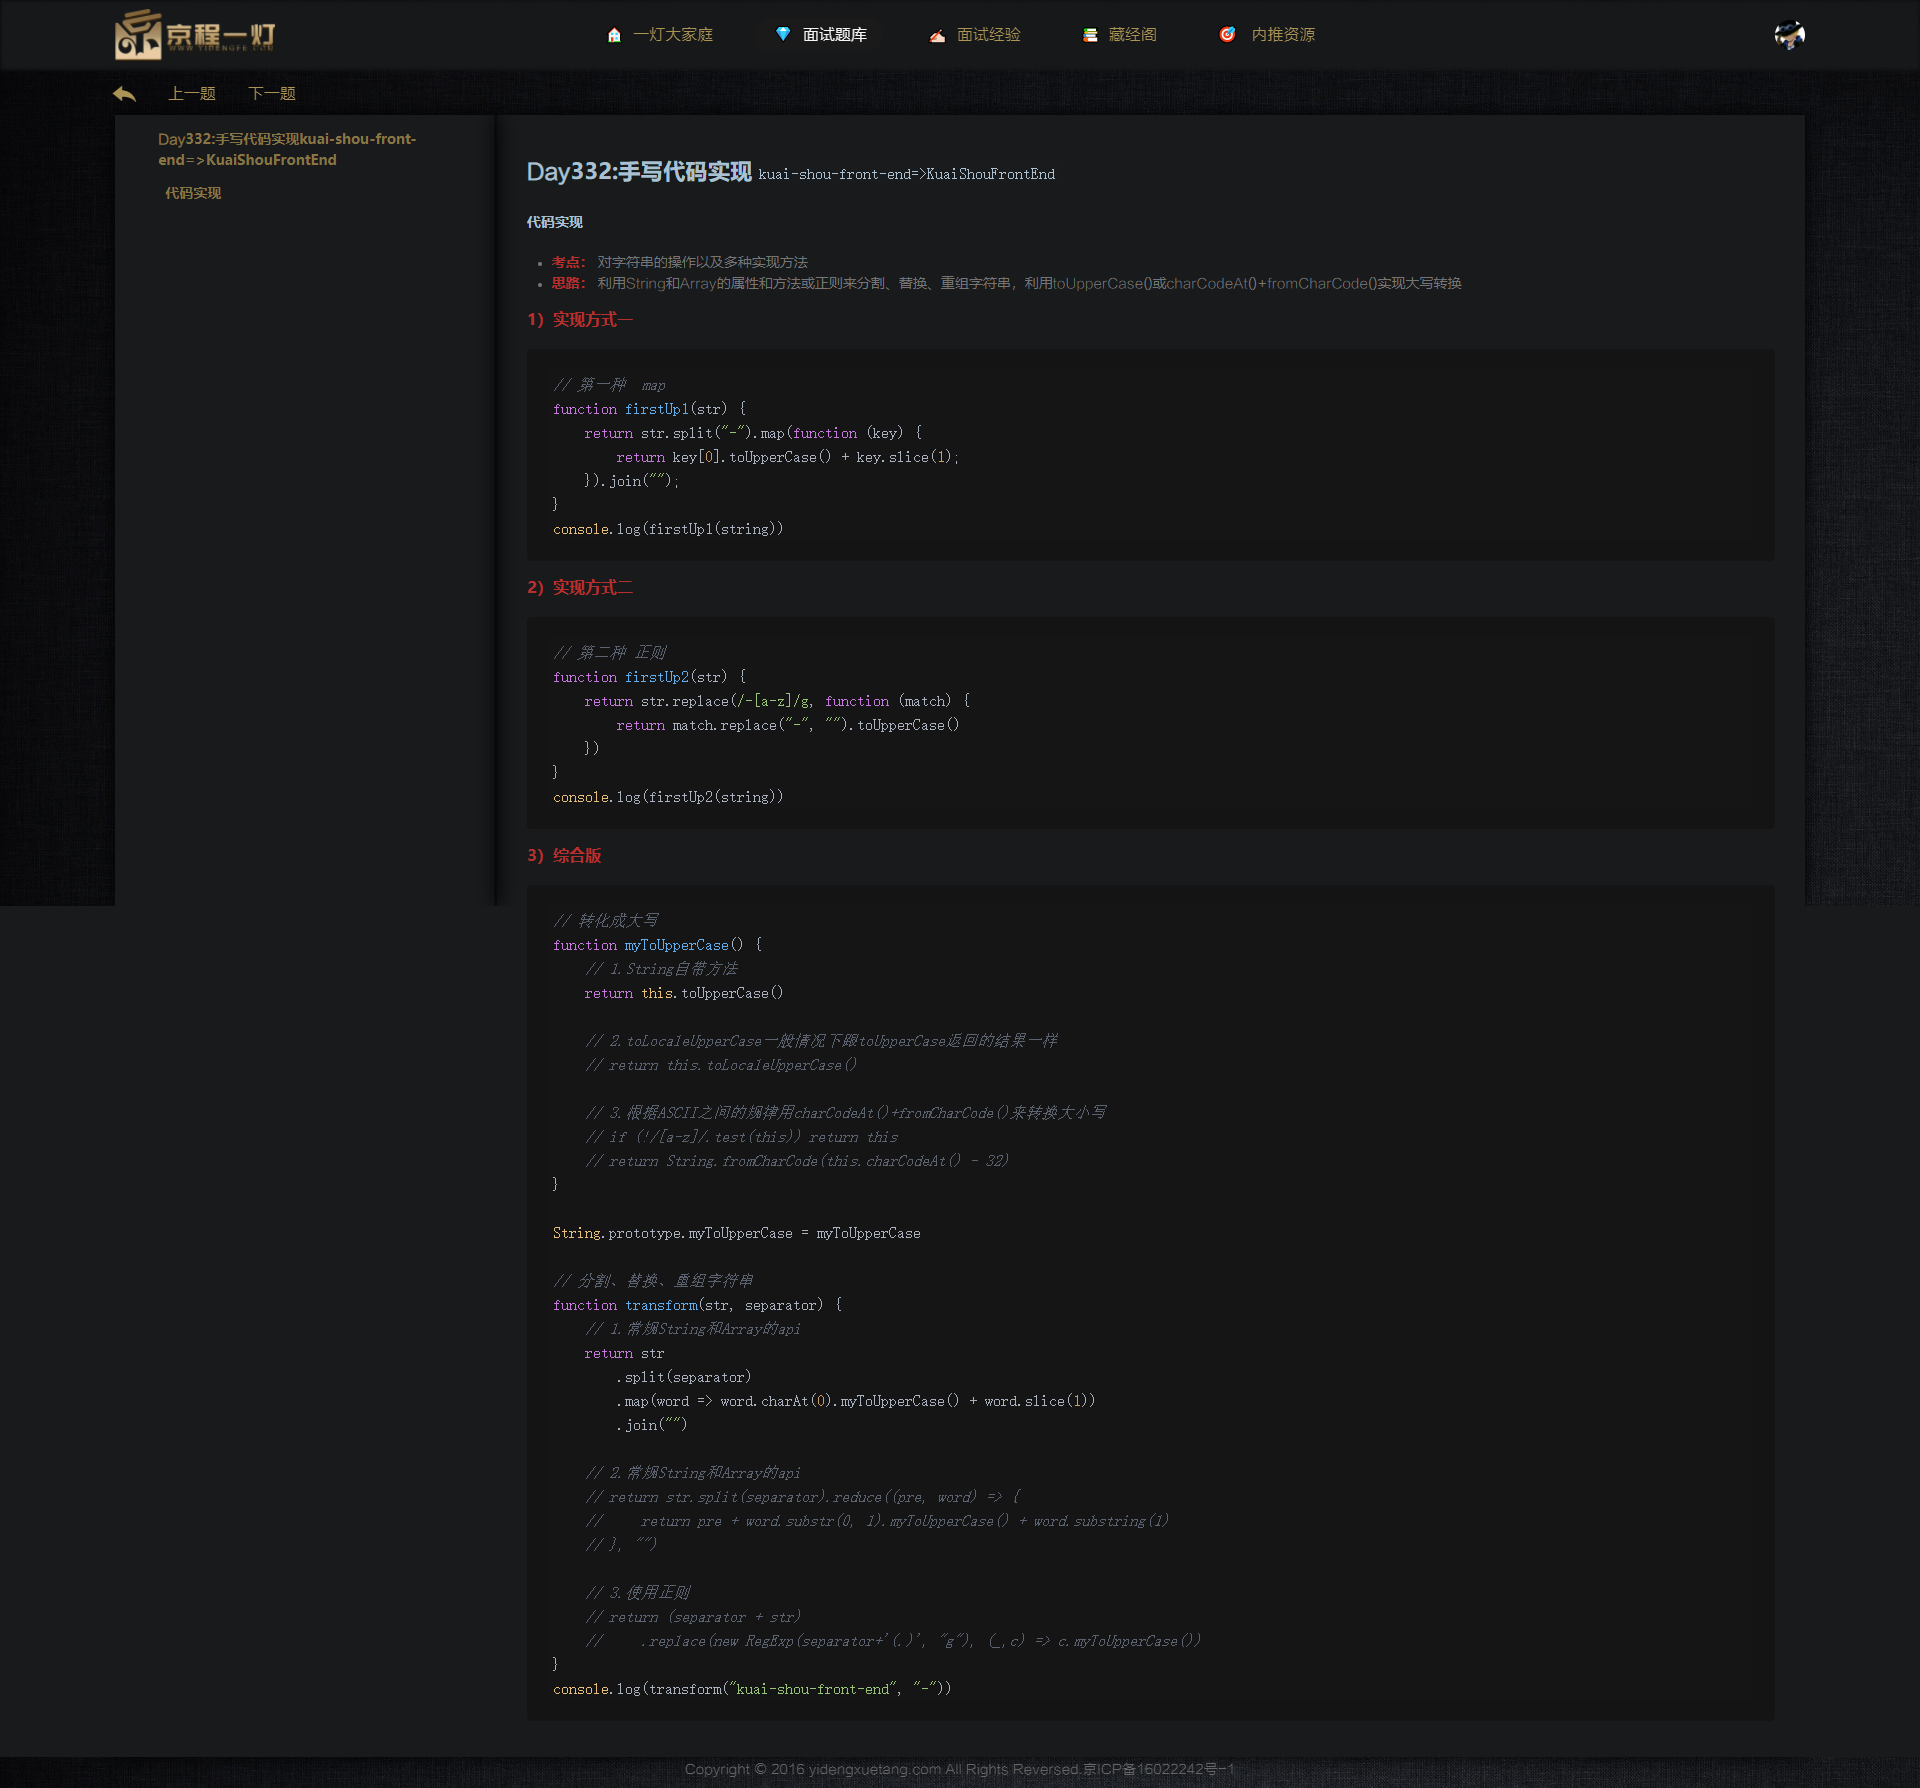 京程一灯
WWW.YIDENGFE.COM
一灯大家庭
面试题库
面试经验
藏经阁
内推资源
上一题
下一题
Day332:手写代码实现kuai-shou-front-
end=>KuaiShouFrontEnd
代码实现
Day332:手写代码实现 kuai-shou-front-end=>KuaiShouFrontEnd
代码实现
考点： 对字符串的操作以及多种实现方法
思路： 利用String和Array的属性和方法或正则来分割、替换、重组字符串，利用toUpperCase()或charCodeAt()+fromCharCode()实现大写转换
1）实现方式一
// 第一种  map
function firstUp1(str) {
    return str.split("-").map(function (key) {
        return key[0].toUpperCase() + key.slice(1);
    }).join("");
}
console.log(firstUp1(string))
2）实现方式二
// 第二种 正则
function firstUp2(str) {
    return str.replace(/-[a-z]/g, function (match) {
        return match.replace("-", "").toUpperCase()
    })
}
console.log(firstUp2(string))
3）综合版
// 转化成大写
function myToUpperCase() {
    // 1.String自带方法
    return this.toUpperCase()
    // 2.toLocaleUpperCase一般情况下跟toUpperCase返回的结果一样
    // return this.toLocaleUpperCase()
    // 3.根据ASCII之间的规律用charCodeAt()+fromCharCode()来转换大小写
    // if (!/[a-z]/.test(this)) return this
    // return String.fromCharCode(this.charCodeAt() - 32)
}
String.prototype.myToUpperCase = myToUpperCase
// 分割、替换、重组字符串
function transform(str, separator) {
    // 1.常规String和Array的api
    return str
        .split(separator)
        .map(word => word.charAt(0).myToUpperCase() + word.slice(1))
        .join("")
    // 2.常规String和Array的api
    // return str.split(separator).reduce((pre, word) => {
    //     return pre + word.substr(0, 1).myToUpperCase() + word.substring(1)
    // }, "")
    // 3.使用正则
    // return (separator + str)
    //     .replace(new RegExp(separator+'(.)', "g"), (_,c) => c.myToUpperCase())
}
console.log(transform("kuai-shou-front-end", "-"))
Copyright © 2016 yidengxuetang.com All Rights Reversed.京ICP备16022242号-1